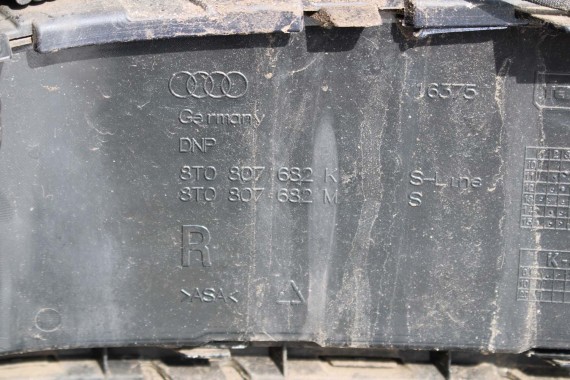 16375
Germany
DNP
8T0 807 682 K S-Line
8T0 807 682 M S
R
>ASA<
K-